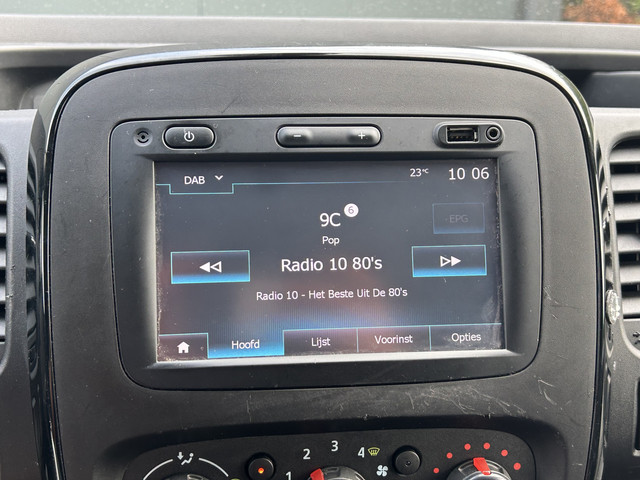 − +
DAB 23°C 10 06
9C 6
EPG
Pop
Radio 10 80's
Radio 10 - Het Beste Uit De 80's
Hoofd Lijst Voorinst Opties
1 2 3 4